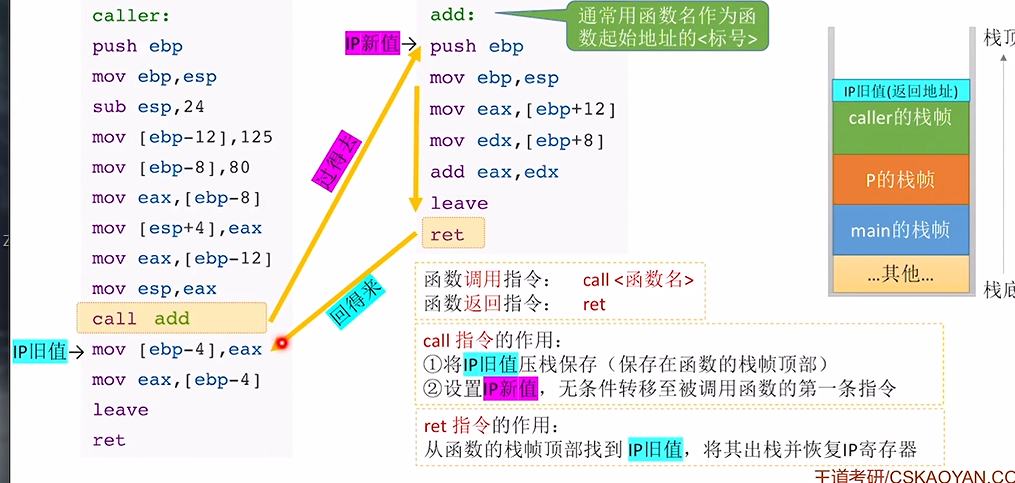 caller:
push ebp
mov ebp,esp
sub esp,24
mov [ebp-12],125
mov [ebp-8],80
mov eax,[ebp-8]
mov [esp+4],eax
mov eax,[ebp-12]
mov esp,eax
call add
IP旧值→mov [ebp-4],eax
mov eax,[ebp-4]
leave
ret
过得去
回得来
add:
通常用函数名作为函
数起始地址的<标号>
IP新值→push ebp
mov ebp,esp
mov eax,[ebp+12]
mov edx,[ebp+8]
add eax,edx
leave
ret
函数调用指令： call <函数名>
函数返回指令： ret
call 指令的作用：
①将IP旧值压栈保存（保存在函数的栈帧顶部）
②设置IP新值，无条件转移至被调用函数的第一条指令
ret 指令的作用：
从函数的栈帧顶部找到 IP旧值，将其出栈并恢复IP寄存器
栈顶
IP旧值(返回地址)
caller的栈帧
P的栈帧
main的栈帧
...其他...
栈底
王道考研/CSKAOYAN.CO